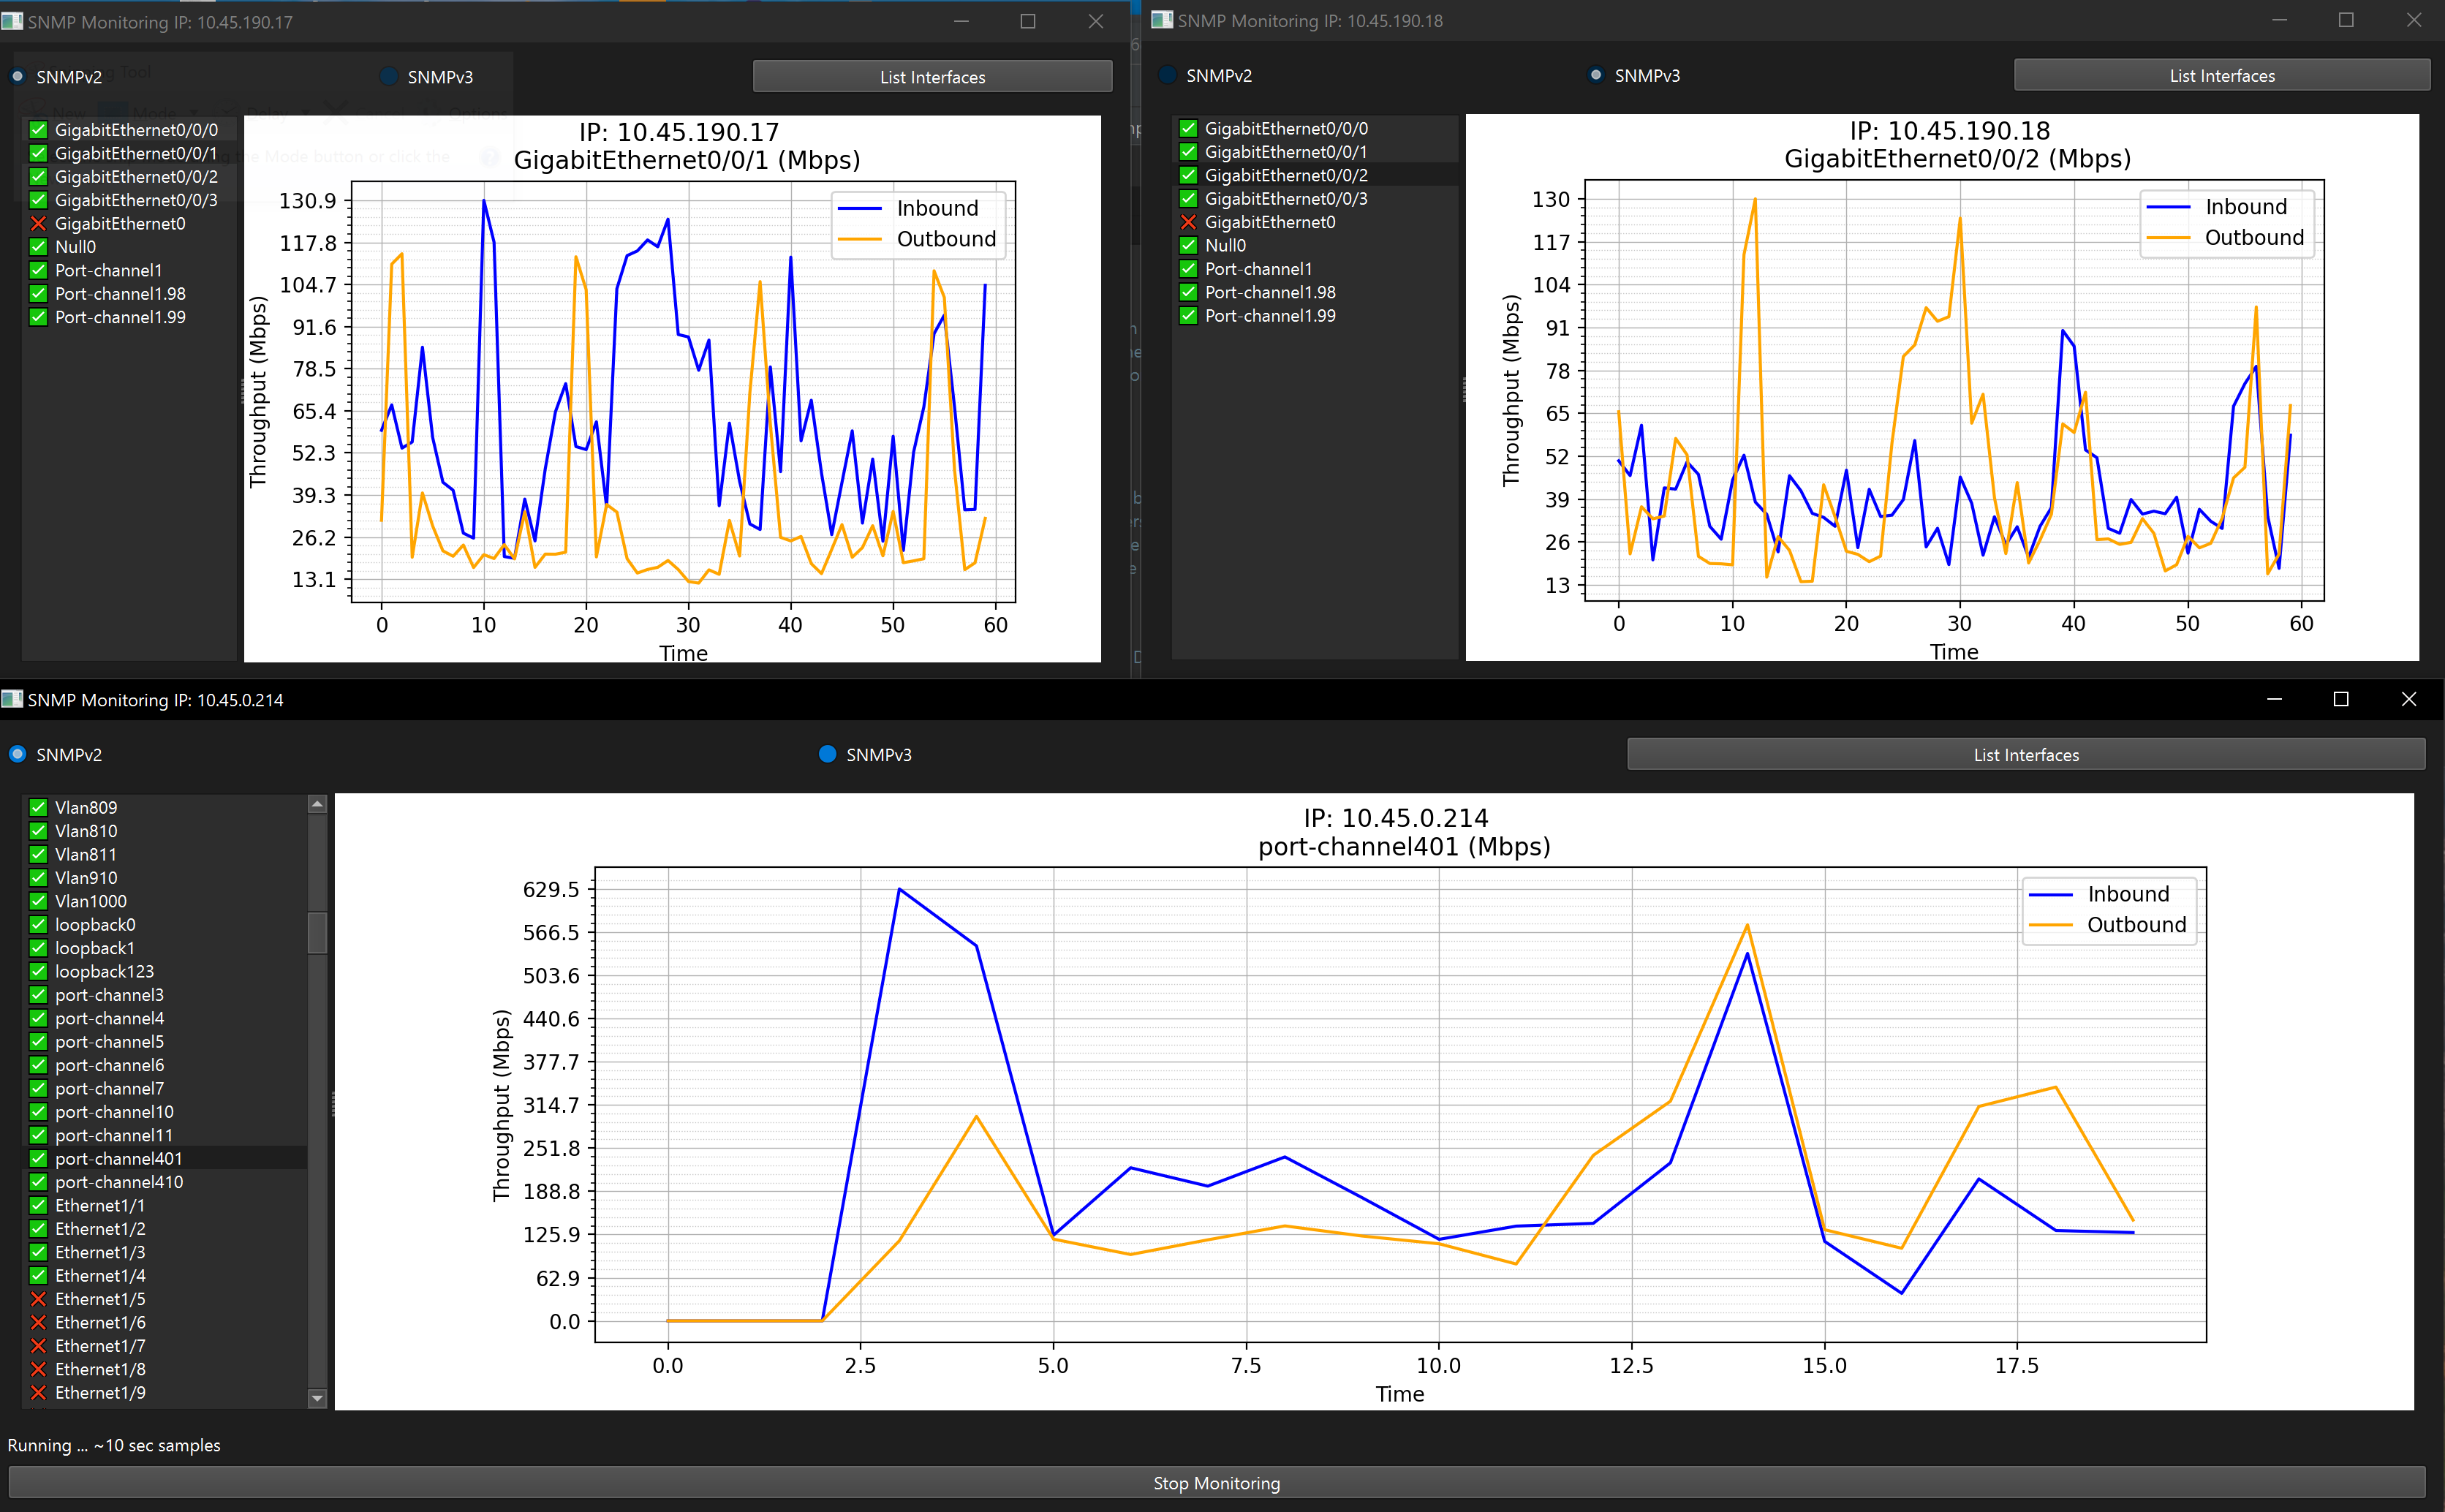 SNMP Monitoring IP: 10.45.190.17
SNMPv2
SNMPv3
List Interfaces
GigabitEthernet0/0/0
GigabitEthernet0/0/1
GigabitEthernet0/0/2
GigabitEthernet0/0/3
GigabitEthernet0
Null0
Port-channel1
Port-channel1.98
Port-channel1.99
IP: 10.45.190.17
GigabitEthernet0/0/1 (Mbps)
Inbound
Outbound
130.9
117.8
104.7
91.6
78.5
65.4
52.3
39.3
26.2
13.1
Throughput (Mbps)
0 10 20 30 40 50 60
Time
SNMP Monitoring IP: 10.45.190.18
SNMPv2
SNMPv3
List Interfaces
GigabitEthernet0/0/0
GigabitEthernet0/0/1
GigabitEthernet0/0/2
GigabitEthernet0/0/3
GigabitEthernet0
Null0
Port-channel1
Port-channel1.98
Port-channel1.99
IP: 10.45.190.18
GigabitEthernet0/0/2 (Mbps)
Inbound
Outbound
130
117
104
91
78
65
52
39
26
13
Throughput (Mbps)
0 10 20 30 40 50 60
Time
SNMP Monitoring IP: 10.45.0.214
SNMPv2
SNMPv3
List Interfaces
Vlan809
Vlan810
Vlan811
Vlan910
Vlan1000
loopback0
loopback1
loopback123
port-channel3
port-channel4
port-channel5
port-channel6
port-channel7
port-channel10
port-channel11
port-channel401
port-channel410
Ethernet1/1
Ethernet1/2
Ethernet1/3
Ethernet1/4
Ethernet1/5
Ethernet1/6
Ethernet1/7
Ethernet1/8
Ethernet1/9
IP: 10.45.0.214
port-channel401 (Mbps)
Inbound
Outbound
629.5
566.5
503.6
440.6
377.7
314.7
251.8
188.8
125.9
62.9
0.0
Throughput (Mbps)
0.0 2.5 5.0 7.5 10.0 12.5 15.0 17.5
Time
Running ... ~10 sec samples
Stop Monitoring